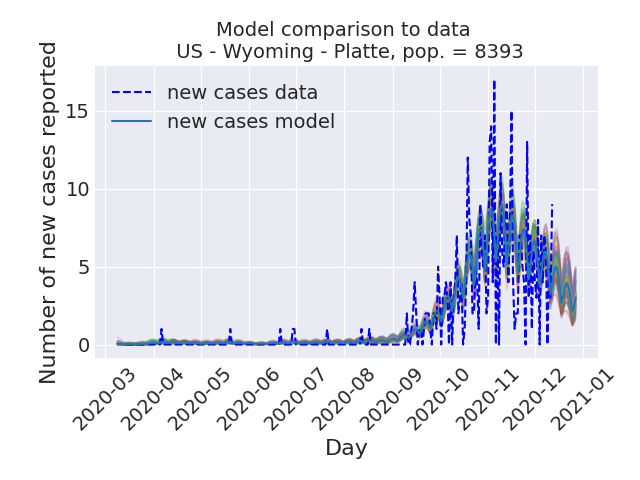 Model comparison to data
US - Wyoming - Platte, pop. = 8393
new cases data
new cases model
Number of new cases reported
15
10
5
0
2020-03
2020-04
2020-05
2020-06
2020-07
2020-08
2020-09
2020-10
2020-11
2020-12
2021-01
Day